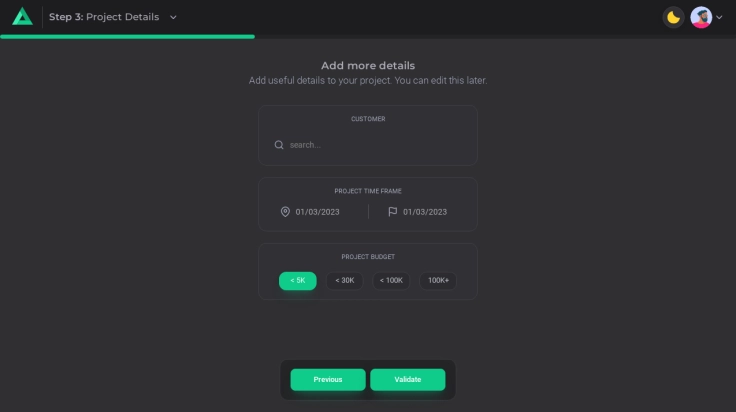 Step 3: Project Details
Add more details
Add useful details to your project. You can edit this later.
CUSTOMER
search...
PROJECT TIME FRAME
01/03/2023 01/03/2023
PROJECT BUDGET
< 5K < 30K < 100K 100K+
Previous Validate